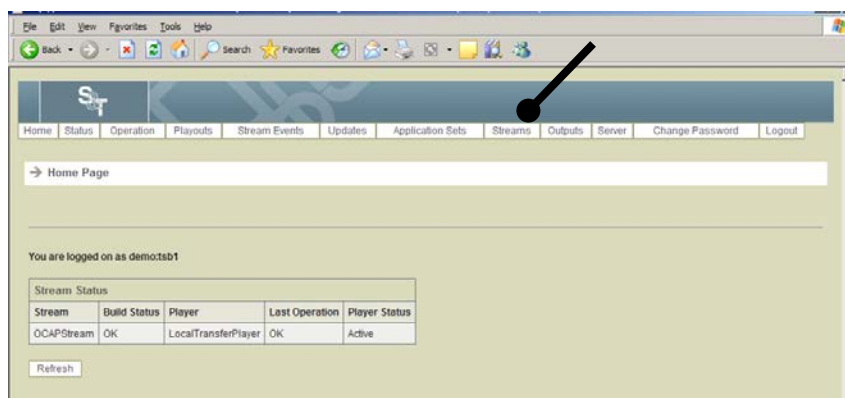 File Edit View Favorites Tools Help
Back Search Favorites
S&T
Home Status Operation Playouts Stream Events Updates Application Sets Streams Outputs Server Change Password Logout
Home Page
You are logged on as demo:tsb1
Stream Status
Stream Build Status Player Last Operation Player Status
OCAPStream OK LocalTransferPlayer OK Active
Refresh